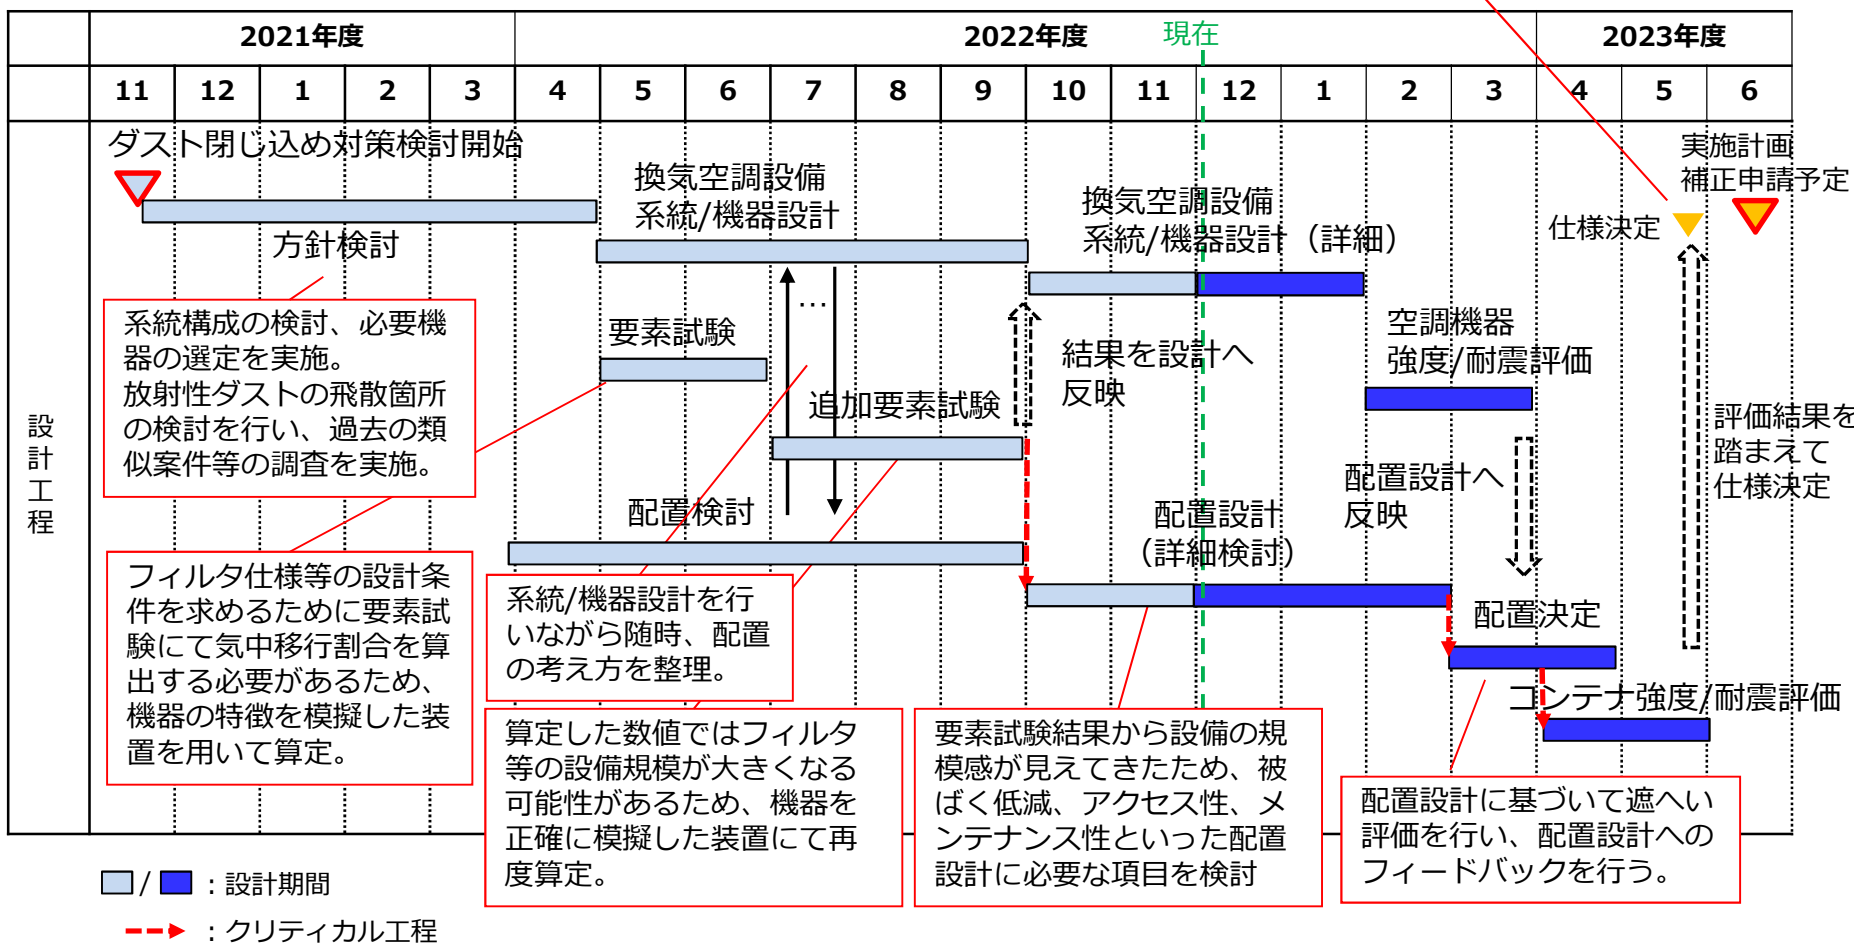 2021年度
2022年度
現在
2023年度
11 12 1 2 3 4 5 6 7 8 9 10 11 12 1 2 3 4 5 6
設計工程
ダスト閉じ込め対策検討開始
方針検討
換気空調設備
系統/機器設計
換気空調設備
系統/機器設計（詳細）
実施計画
補正申請予定
仕様決定
系統構成の検討、必要機
器の選定を実施。
放射性ダストの飛散箇所
の検討を行い、過去の類
似案件等の調査を実施。
要素試験
…
追加要素試験
結果を設計へ
反映
空調機器
強度/耐震評価
評価結果を
踏まえて
仕様決定
配置検討
配置設計
（詳細検討）
配置設計へ
反映
配置決定
コンテナ強度/耐震評価
フィルタ仕様等の設計条
件を求めるために要素試
験にて気中移行割合を算
出する必要があるため、
機器の特徴を模擬した装
置を用いて算定。
系統/機器設計を行
いながら随時、配置
の考え方を整理。
算定した数値ではフィルタ
等の設備規模が大きくなる
可能性があるため、機器を
正確に模擬した装置にて再
度算定。
要素試験結果から設備の規
模感が見えてきたため、被
ばく低減、アクセス性、メ
ンテナンス性といった配置
設計に必要な項目を検討
配置設計に基づいて遮へい
評価を行い、配置設計への
フィードバックを行う。
/ ：設計期間
：クリティカル工程